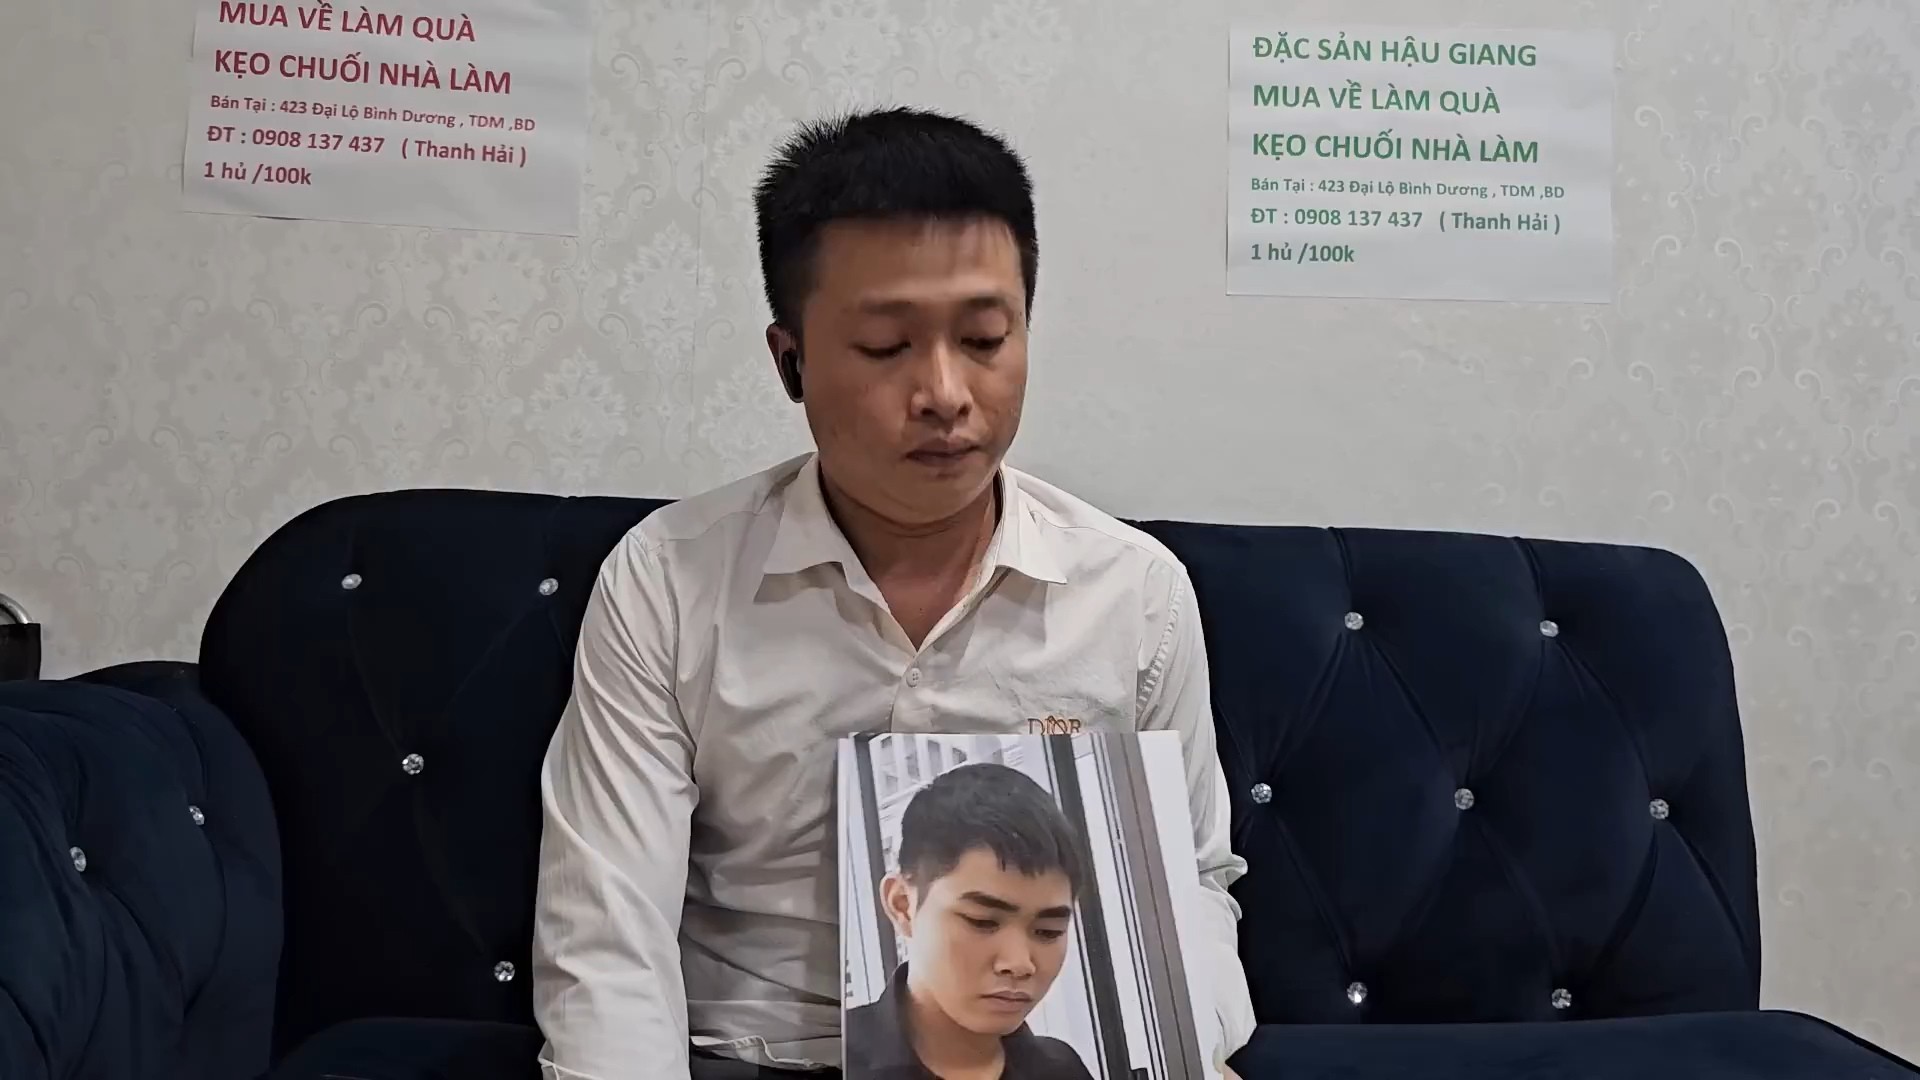 MUA VỀ LÀM QUÀ
KẸO CHUỐI NHÀ LÀM
Bán Tại : 423 Đại Lộ Bình Dương , TDM ,BD
ĐT : 0908 137 437 ( Thanh Hải )
1 hủ /100k
ĐẶC SẢN HẬU GIANG
MUA VỀ LÀM QUÀ
KẸO CHUỐI NHÀ LÀM
Bán Tại : 423 Đại Lộ Bình Dương , TDM ,BD
ĐT : 0908 137 437 ( Thanh Hải )
1 hủ /100k
DIOR